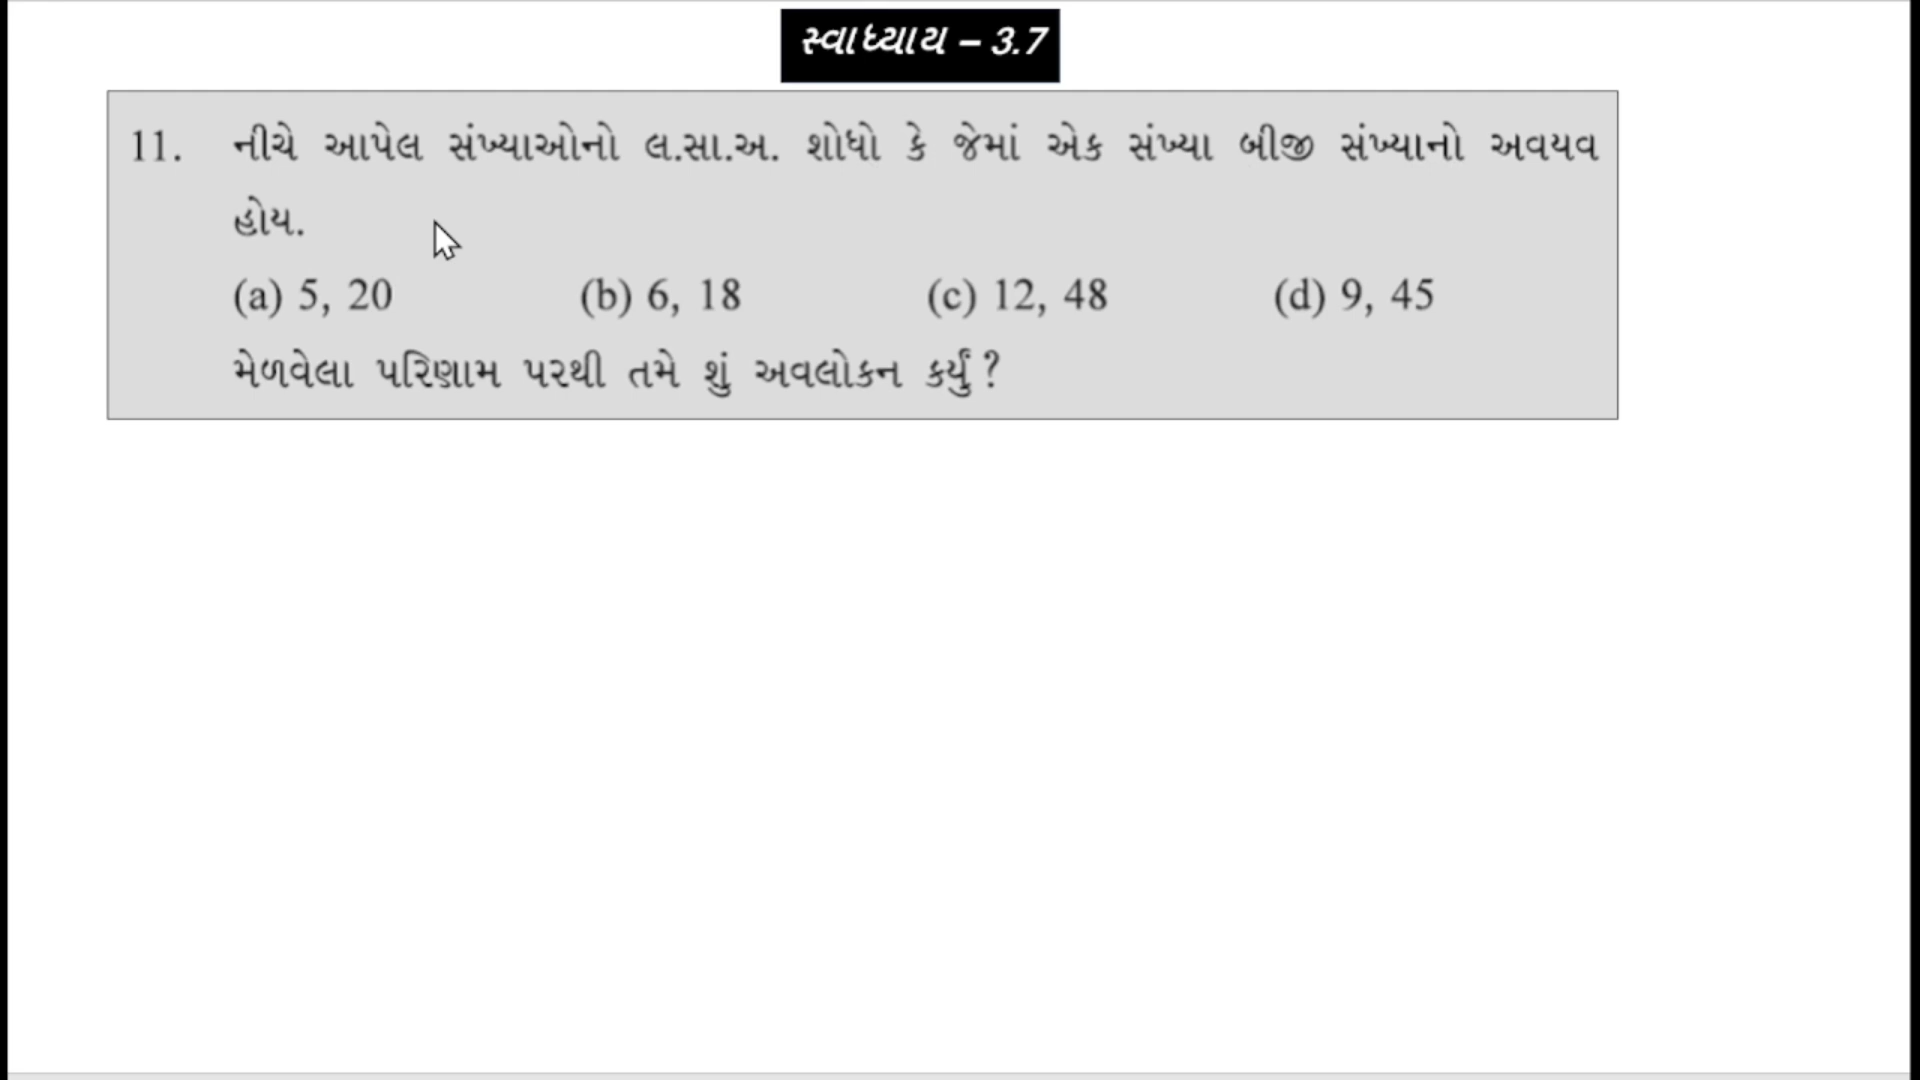 સ્વાધ્યાય – 3.7
11. નીચે આપેલ સંખ્યાઓનો લ.સા.અ. શોધો કે જેમાં એક સંખ્યા બીજી સંખ્યાનો અવયવ
હોય.
(a) 5, 20 (b) 6, 18 (c) 12, 48 (d) 9, 45
મેળવેલા પરિણામ પરથી તમે શું અવલોકન કર્યું ?